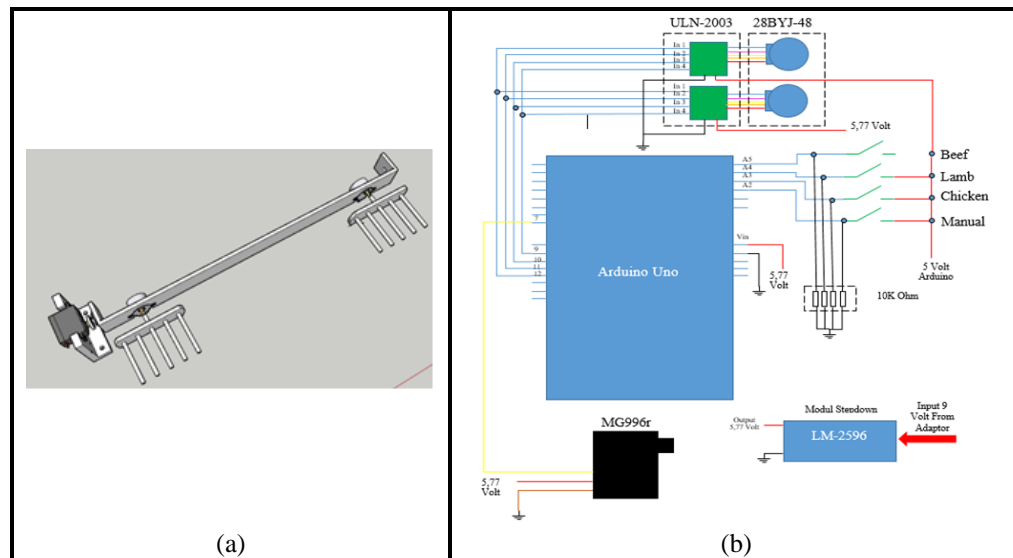 ULN-2003
28BYJ-48
In 1
In 2
In 3
In 4
In 1
In 2
In 3
In 4
5,77 Volt
A5
A4
A3
A2
Beef
Lamb
Chicken
Manual
7
Vin
9
10
11
12
Arduino Uno
5,77
Volt
5 Volt
Arduino
10K Ohm
MG996r
5,77
Volt
Modul Stepdown
Output
5,77 Volt
LM-2596
Input 9
Volt From
Adaptor
(a)
(b)